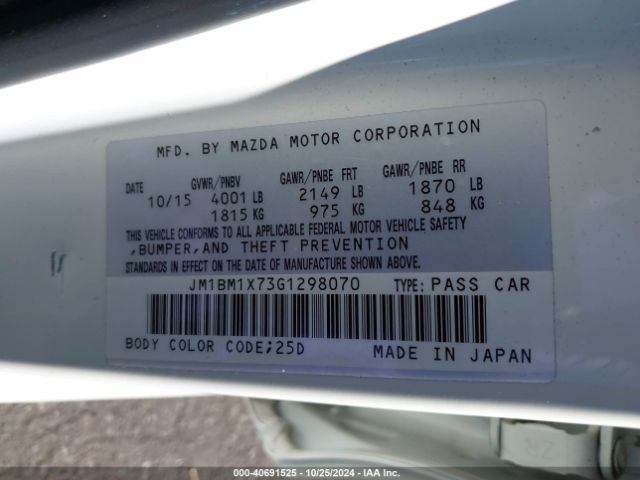 MFD. BY MAZDA MOTOR CORPORATION
DATE GVWR/PNBV GAWR/PNBE FRT GAWR/PNBE RR
10/15 4001 LB 2149 LB 1870 LB
1815 KG 975 KG 848 KG
THIS VEHICLE CONFORMS TO ALL APPLICABLE FEDERAL MOTOR VEHICLE SAFETY
,BUMPER,AND THEFT PREVENTION
STANDARDS IN EFFECT ON THE DATE OF MANUFACTURE SHOWN ABOVE.
JM1BM1X73G1298070 TYPE: PASS CAR
BODY COLOR CODE;25D MADE IN JAPAN
000-40691525 - 10/25/2024 - IAA Inc.